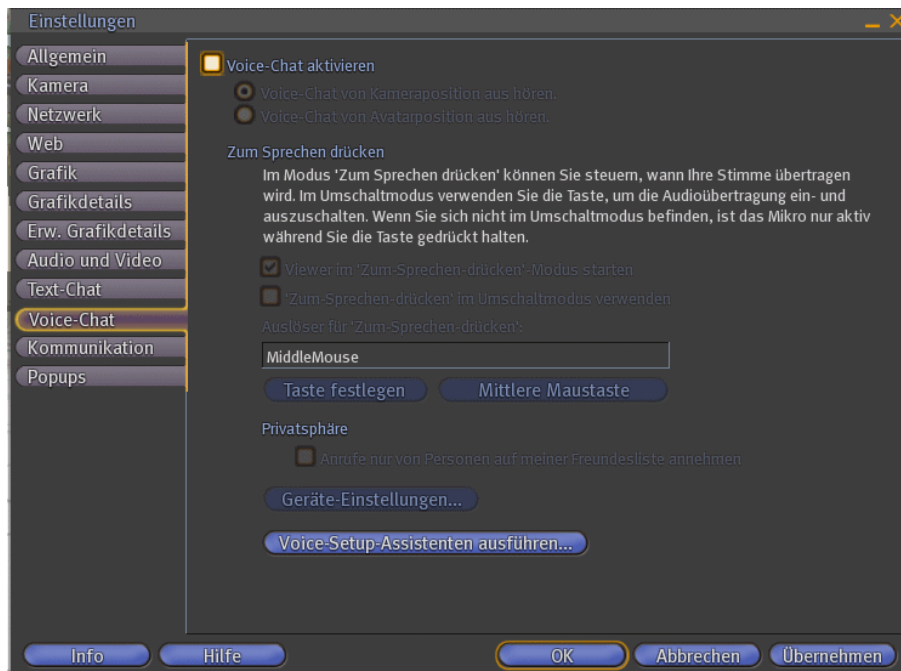 Einstellungen
Allgemein
Kamera
Netzwerk
Web
Grafik
Grafikdetails
Erw. Grafikdetails
Audio und Video
Text-Chat
Voice-Chat
Kommunikation
Popups
Voice-Chat aktivieren
Voice-Chat von Kameraposition aus hören.
Voice-Chat von Avatarposition aus hören.
Zum Sprechen drücken
Im Modus 'Zum Sprechen drücken' können Sie steuern, wann Ihre Stimme übertragen
wird. Im Umschaltmodus verwenden Sie die Taste, um die Audioübertragung ein- und
auszuschalten. Wenn Sie sich nicht im Umschaltmodus befinden, ist das Mikro nur aktiv
während Sie die Taste gedrückt halten.
Viewer im 'Zum-Sprechen-drücken'-Modus starten
'Zum-Sprechen-drücken' im Umschaltmodus verwenden
Auslöser für 'Zum-Sprechen-drücken':
MiddleMouse
Taste festlegen
Mittlere Maustaste
Privatsphäre
Anrufe nur von Personen auf meiner Freundesliste annehmen
Geräte-Einstellungen...
Voice-Setup-Assistenten ausführen...
Info
Hilfe
OK
Abbrechen
Übernehmen